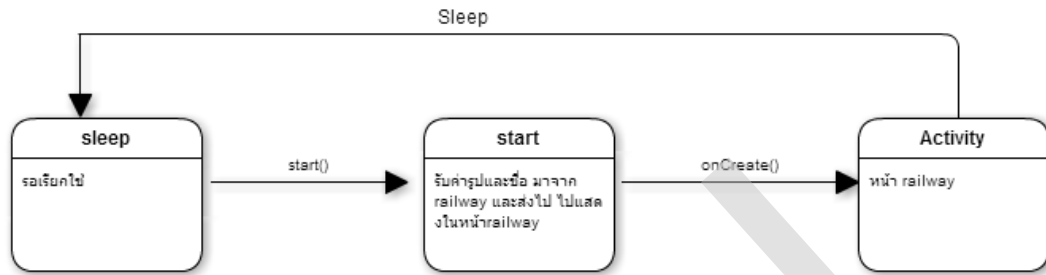 Sleep
sleep
รอเรียกใช้
start()
start
รับค่ารูปและชื่อ มาจาก
railway และส่งไป ไปแสด
งในหน้าrailway
onCreate()
Activity
หน้า railway